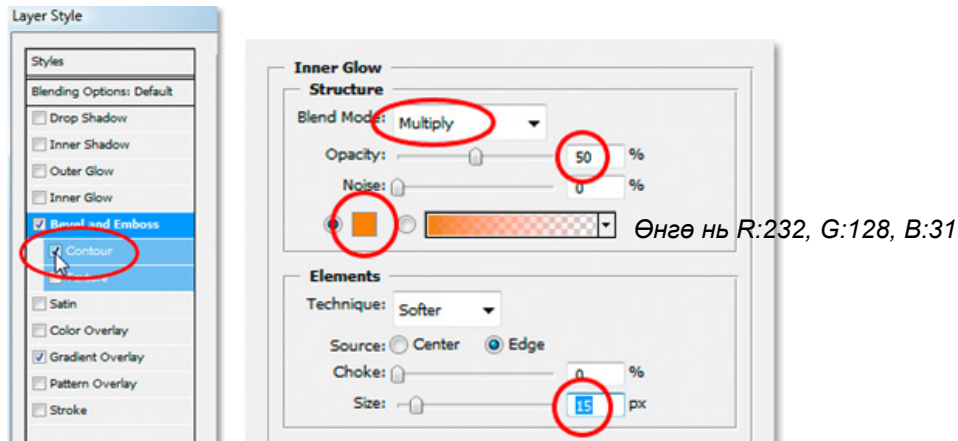 Layer Style
Styles
Blending Options: Default
Drop Shadow
Inner Shadow
Outer Glow
Inner Glow
Bevel and Emboss
Contour
Texture
Satin
Color Overlay
Gradient Overlay
Pattern Overlay
Stroke
Inner Glow
Structure
Blend Mode: Multiply
Opacity: 50 %
Noise: 0 %
Өнгө нь R:232, G:128, B:31
Elements
Technique: Softer
Source: Center Edge
Choke: 0 %
Size: 15 px